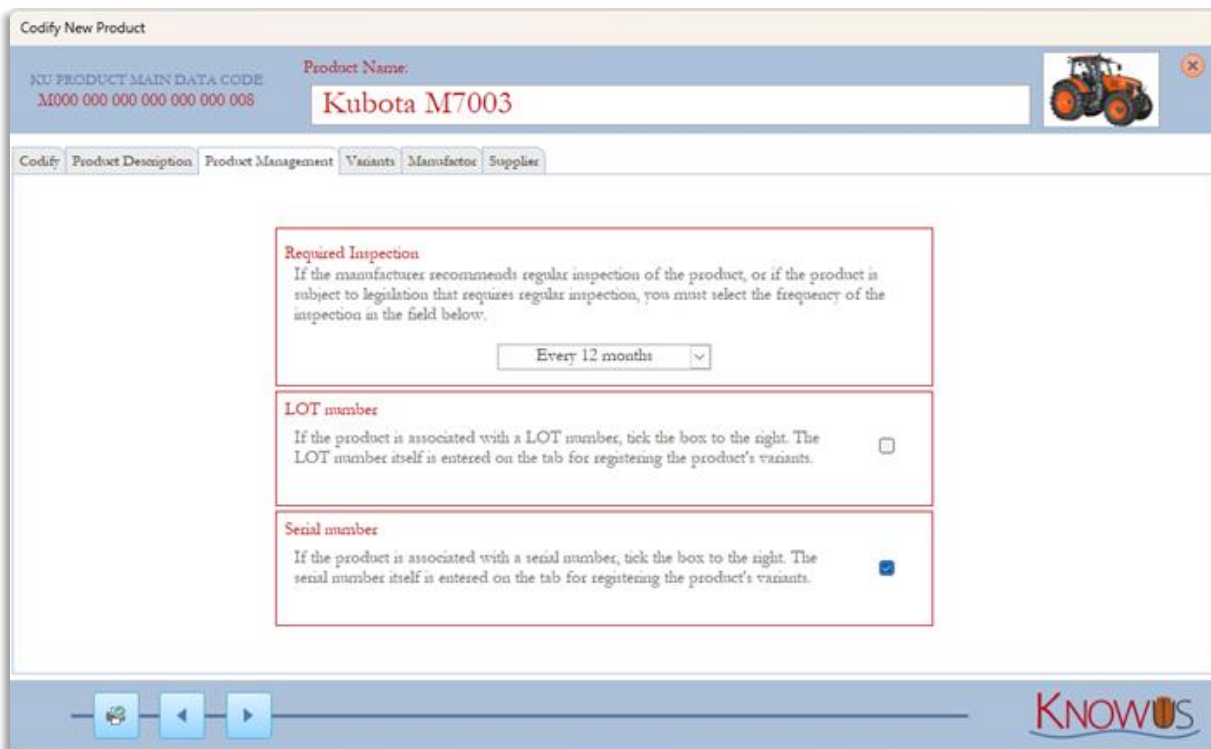 Codify New Product
KU PRODUCT MAIN DATA CODE
M000 000 000 000 000 000 008
Product Name:
Kubota M7003
Codify Product Description Product Management Variants Manufactor Supplier
Required Inspection
If the manufacturer recommends regular inspection of the product, or if the product is
subject to legislation that requires regular inspection, you must select the frequency of the
inspection in the field below.
Every 12 months
LOT number
If the product is associated with a LOT number, tick the box to the right. The
LOT number itself is entered on the tab for registering the product's variants.
Serial number
If the product is associated with a serial number, tick the box to the right. The
serial number itself is entered on the tab for registering the product's variants.
KNOWUS